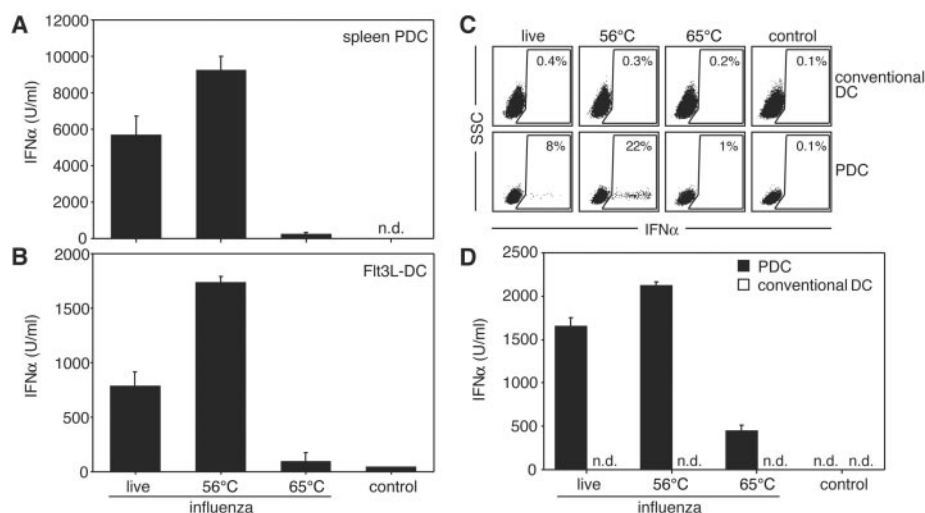 A
spleen PDC
IFNα (U/ml)
12000
10000
8000
6000
4000
2000
0
n.d.
B
Flt3L-DC
IFNα (U/ml)
2000
1500
1000
500
0
live 56°C 65°C control
influenza
C
live 56°C 65°C control
0.4% 0.3% 0.2% 0.1%
conventional
DC
SSC
8% 22% 1% 0.1%
PDC
IFNα
D
PDC
conventional DC
IFNα (U/ml)
2500
2000
1500
1000
500
0
n.d. n.d. n.d. n.d. n.d.
live 56°C 65°C control
influenza